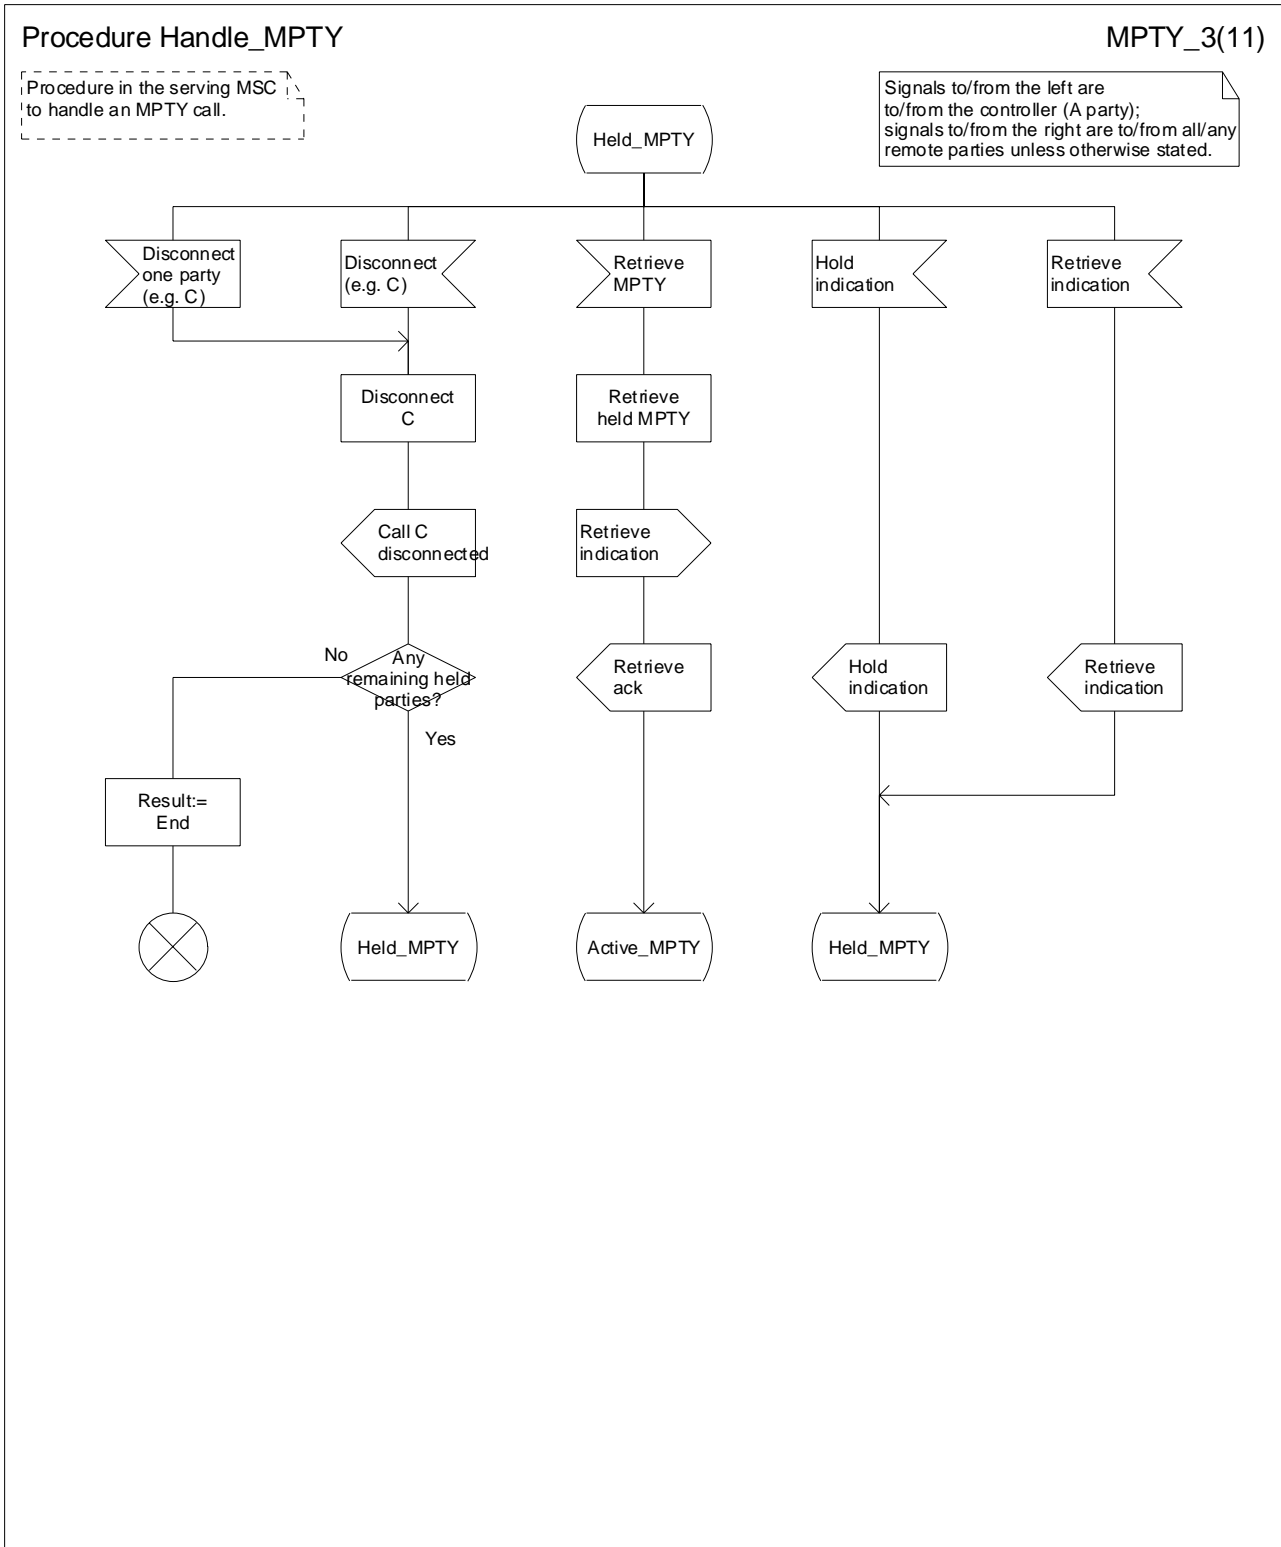 Procedure Handle_MPTY
MPTY_3(11)
Procedure in the serving MSC
to handle an MPTY call.
Signals to/from the left are
to/from the controller (A party);
signals to/from the right are to/from all/any
remote parties unless otherwise stated.
Held_MPTY
Disconnect
one party
(e.g. C)
Disconnect
(e.g. C)
Retrieve
MPTY
Hold
indication
Retrieve
indication
Disconnect
C
Retrieve
held MPTY
Call C
disconnected
Retrieve
indication
No
Any
remaining held
parties?
Yes
Retrieve
ack
Hold
indication
Retrieve
indication
Result:=
End
Held_MPTY
Active_MPTY
Held_MPTY